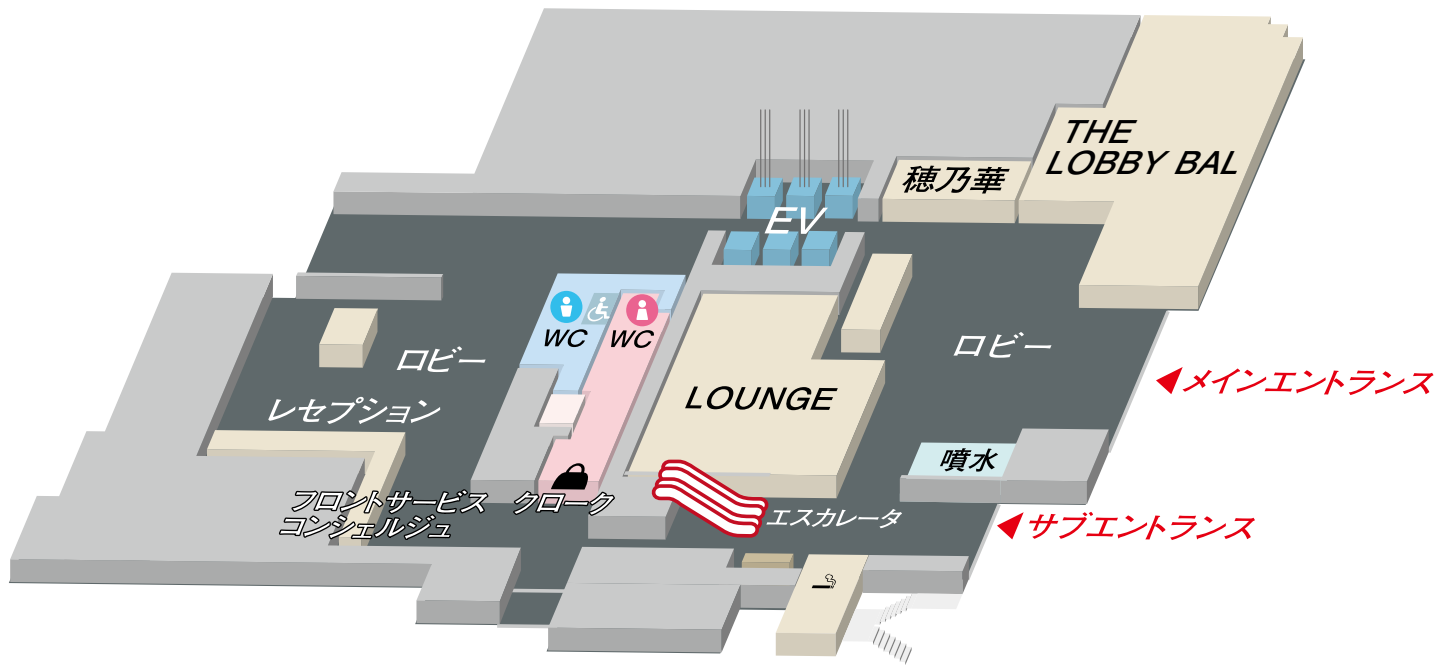 THE
LOBBY BAL
穂乃華
EV
WC
WC
ロビー
ロビー
メインエントランス
LOUNGE
レセプション
噴水
フロントサービス
コンシェルジュ
クローク
エスカレータ
サブエントランス